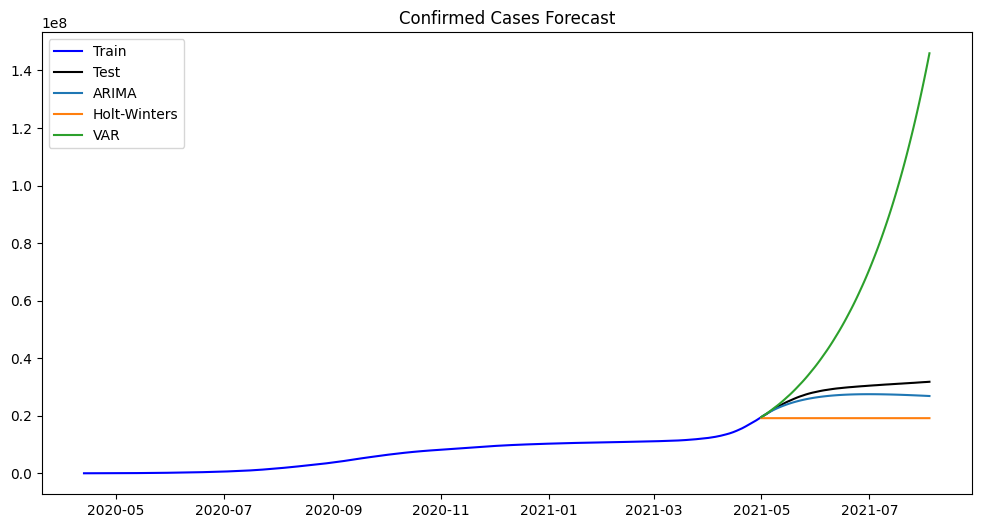 Confirmed Cases Forecast
1e8
Train
Test
ARIMA
Holt-Winters
VAR
1.4
1.2
1.0
0.8
0.6
0.4
0.2
0.0
2020-05 2020-07 2020-09 2020-11 2021-01 2021-03 2021-05 2021-07